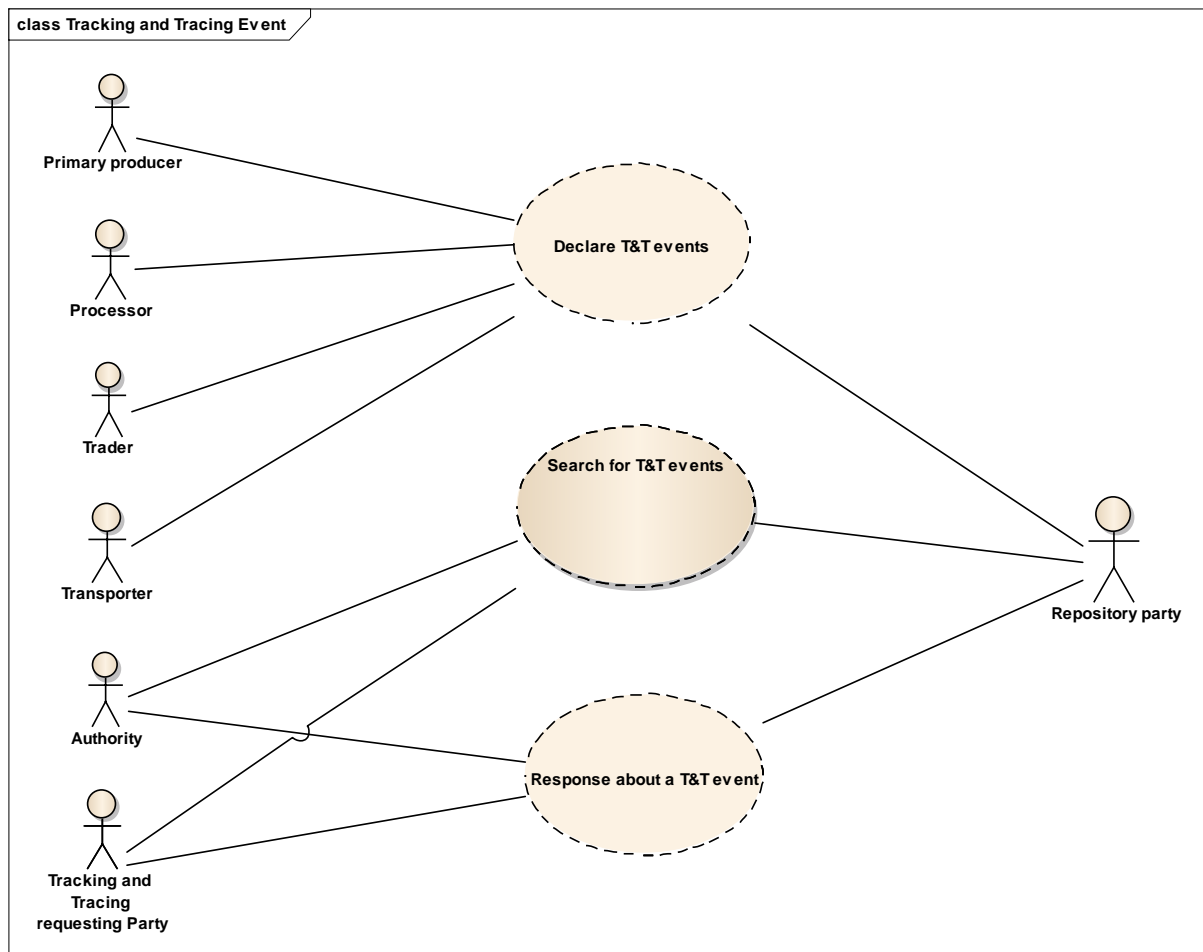 class Tracking and Tracing Event
Primary producer
Declare T&T events
Processor
Trader
Search for T&T events
Transporter
Repository party
Authority
Response about a T&T event
Tracking and
Tracing
requesting Party